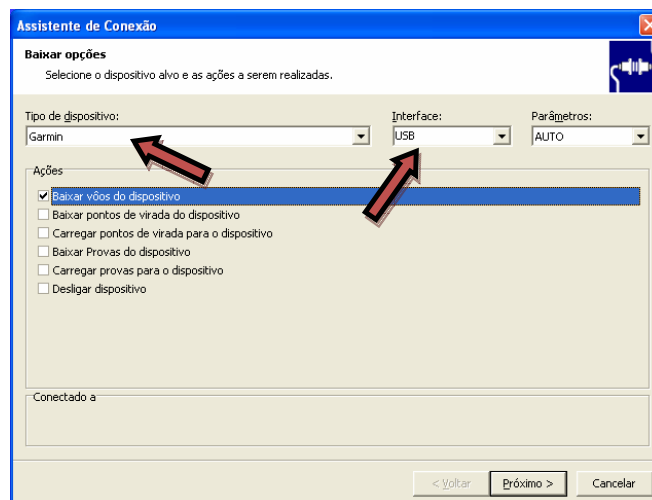 Assistente de Conexão
Baixar opções
Selecione o dispositivo alvo e as ações a serem realizadas.
Tipo de dispositivo: Interface: Parâmetros:
Garmin USB AUTO
Ações
Baixar vôos do dispositivo
Baixar pontos de virada do dispositivo
Carregar pontos de virada para o dispositivo
Baixar Provas do dispositivo
Carregar provas para o dispositivo
Desligar dispositivo
Conectado a
< Voltar Próximo > Cancelar